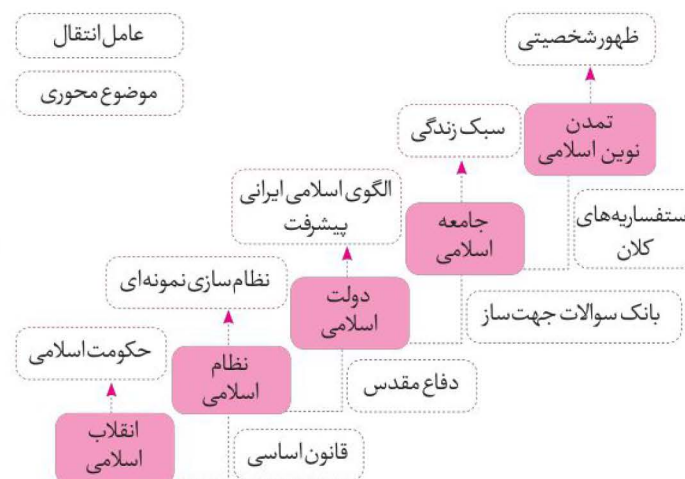 عامل انتقال
ظهور شخصیتی
موضوع محوری
تمدن
نوین اسلامی
سبک زندگی
الگوی اسلامی ایرانی
پیشرفت
جامعه
اسلامی
ستفساریه‌های
کلان
نظام‌سازی نمونه‌ای
دولت
اسلامی
بانک سوالات جهت‌ساز
حکومت اسلامی
نظام
اسلامی
دفاع مقدس
انقلاب
اسلامی
قانون اساسی